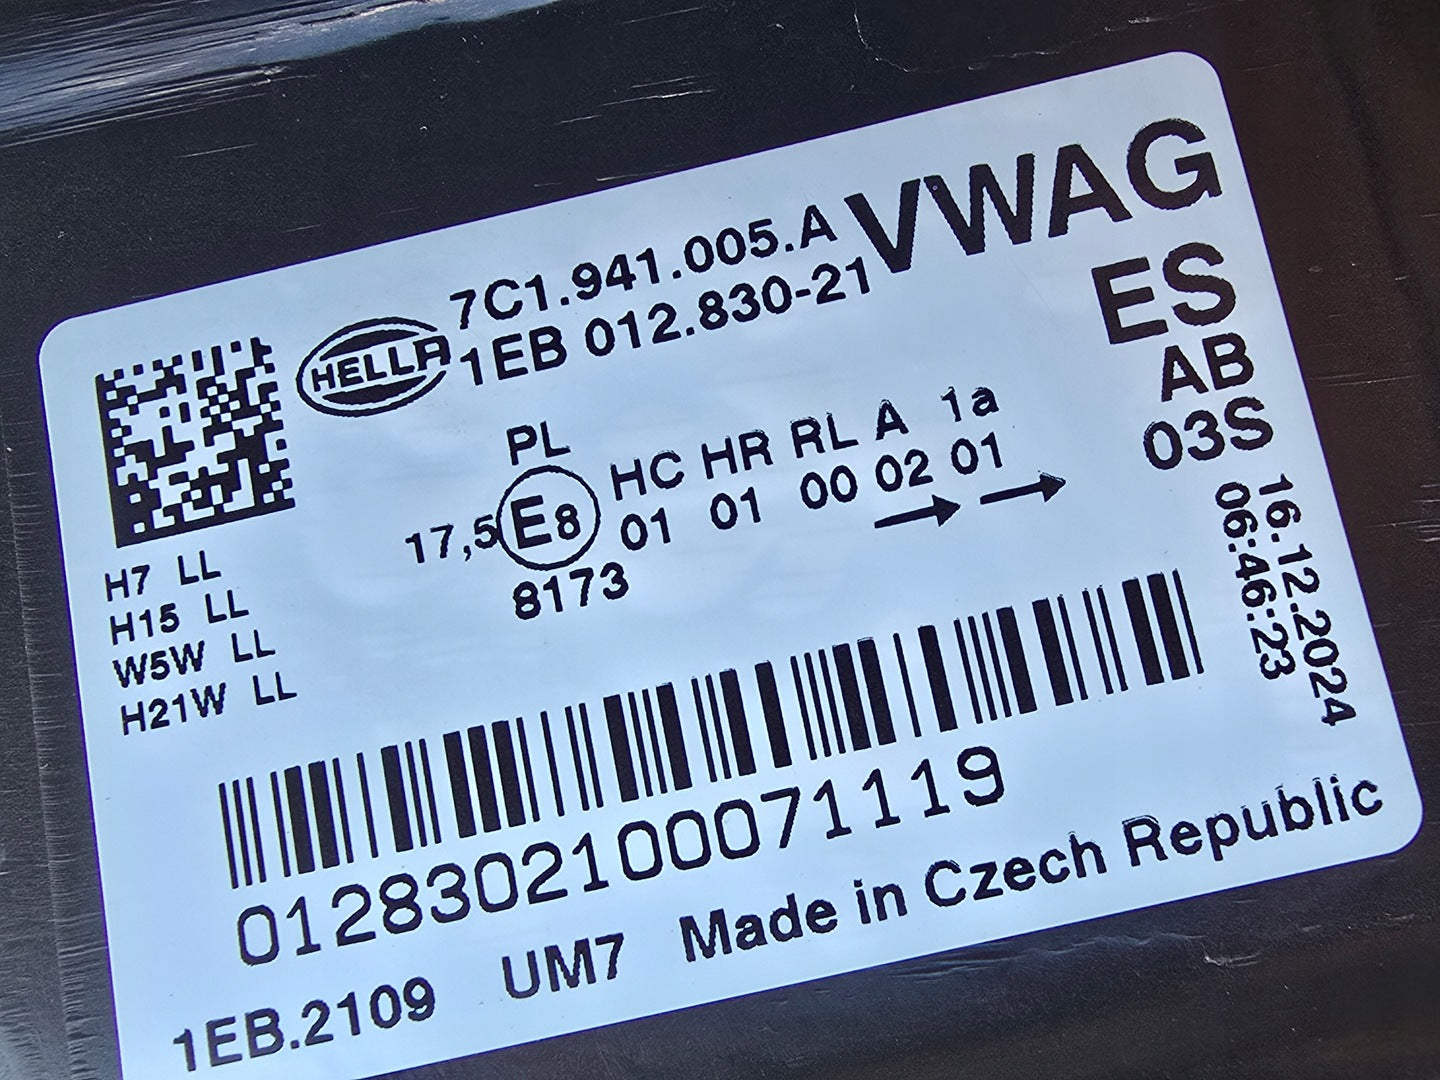 VWAG
7C1.941.005.A
HELLA
1EB 012.830-21
ES
AB
03S
PL
HC HR RL A 1a
17,5 E8 01 01 00 02 01
8173
16.12.2024
06:46:23
H7 LL
H15 LL
W5W LL
H21W LL
012830210007111​9
1EB.2109 UM7 Made in Czech Republic